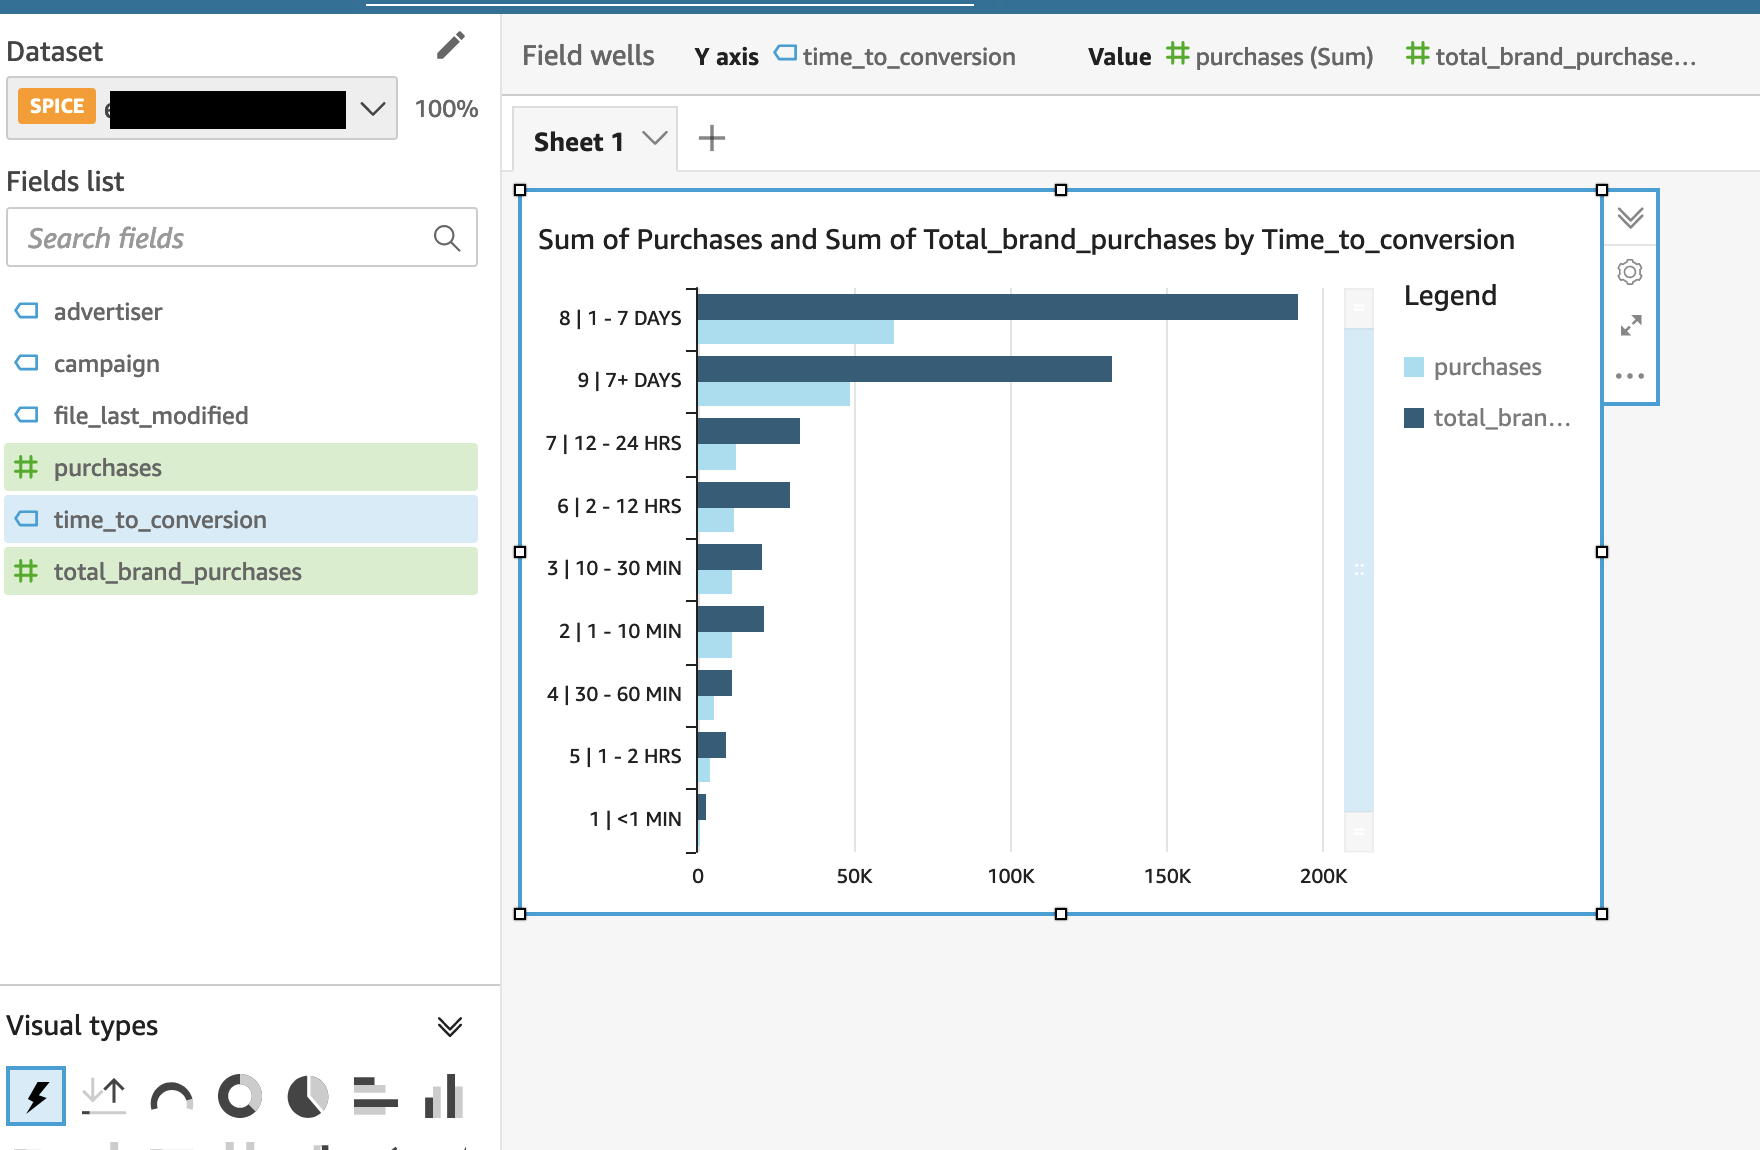 Dataset
SPICE
100%
Fields list
Search fields
advertiser
campaign
file_last_modified
purchases
time_to_conversion
total_brand_purchases
Visual types
Field wells
Y axis time_to_conversion
Value purchases (Sum) total_brand_purchase...
Sheet 1
Sum of Purchases and Sum of Total_brand_purchases by Time_to_conversion
8 | 1 - 7 DAYS
9 | 7+ DAYS
7 | 12 - 24 HRS
6 | 2 - 12 HRS
3 | 10 - 30 MIN
2 | 1 - 10 MIN
4 | 30 - 60 MIN
5 | 1 - 2 HRS
1 | <1 MIN
0 50K 100K 150K 200K
Legend
purchases
total_bran...